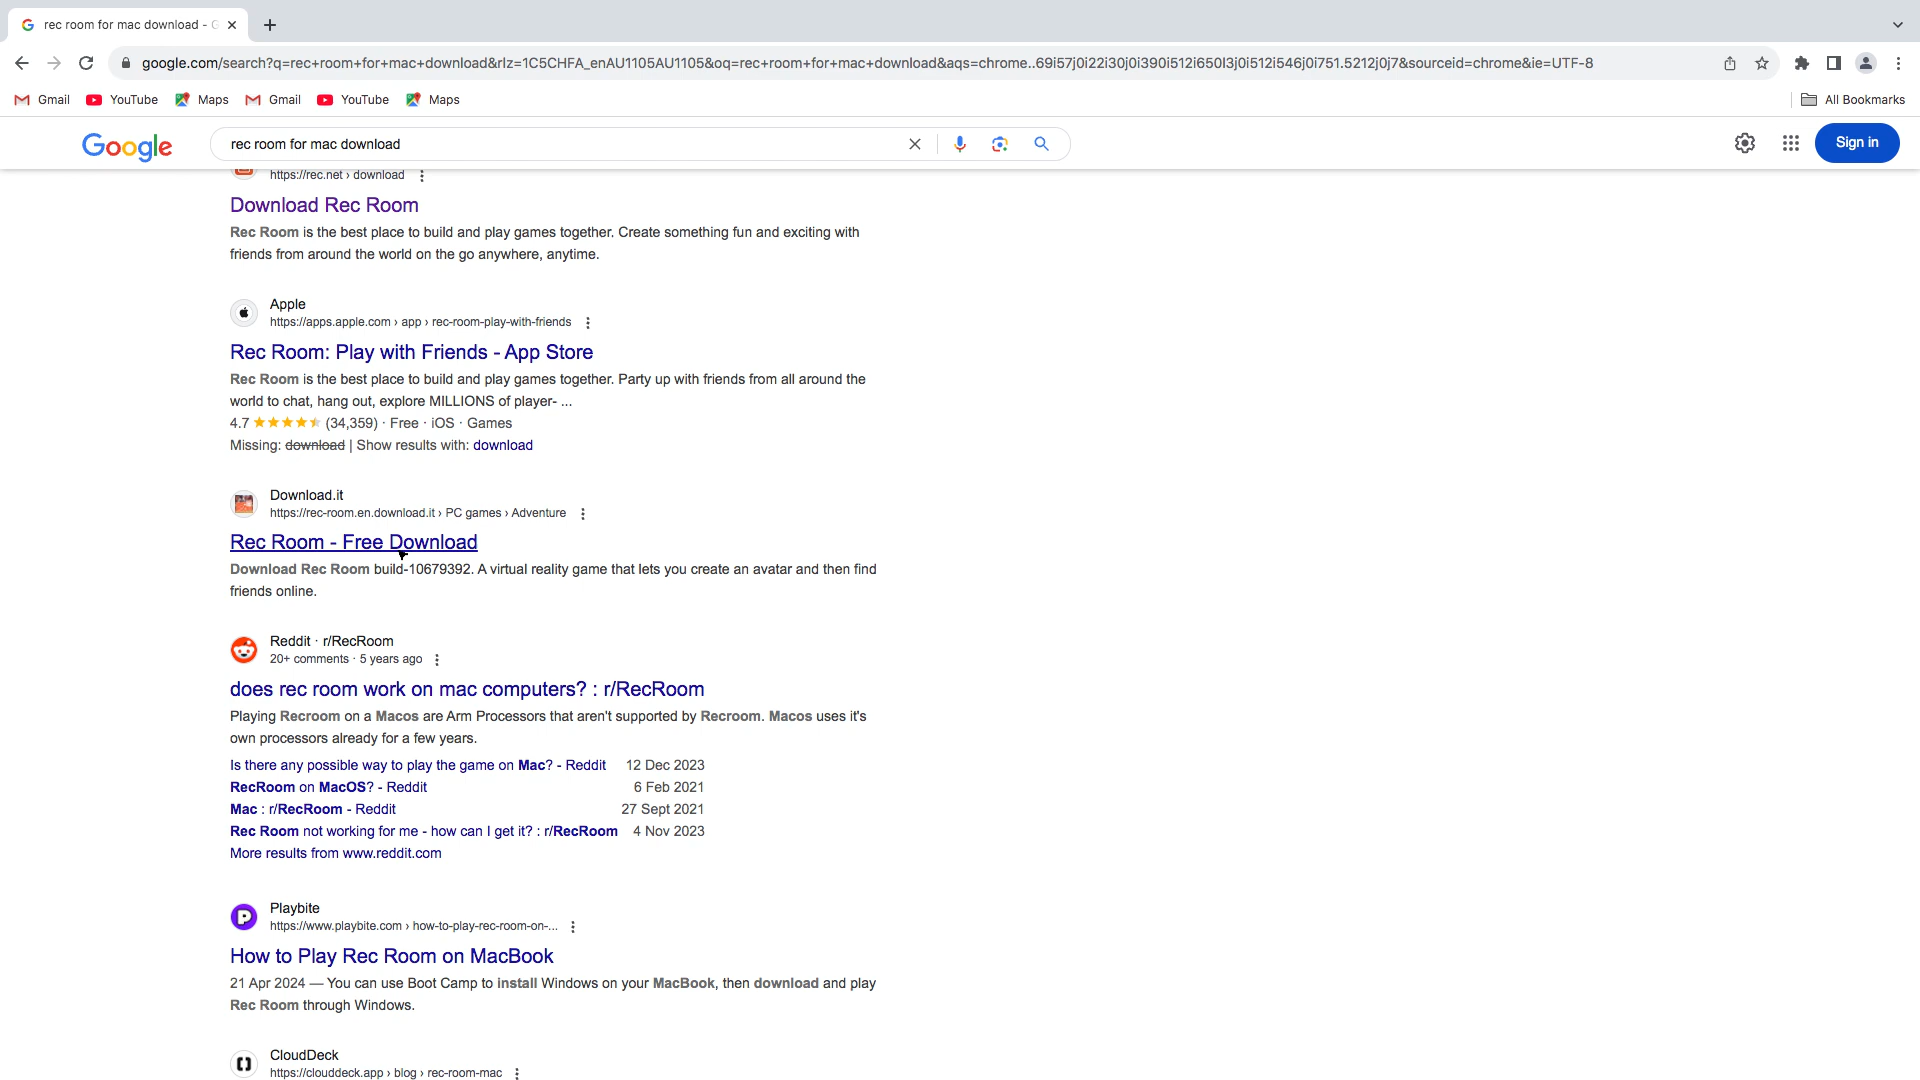 rec room for mac download - G
google.com/search?q=rec+room+for+mac+download&rlz=1C5CHFA_enAU1105AU1105&oq=rec+room+for+mac+download&aqs=chrome..69i57j0i22i30j0i390i512i650l3j0i512i546j0i751.5212j0j7&sourceid=chrome&ie=UTF-8
Gmail YouTube Maps Gmail YouTube Maps All Bookmarks
Google rec room for mac download Sign in
https://rec.net › download
Download Rec Room
Rec Room is the best place to build and play games together. Create something fun and exciting with
friends from around the world on the go anywhere, anytime.
Apple
https://apps.apple.com › app › rec-room-play-with-friends
Rec Room: Play with Friends - App Store
Rec Room is the best place to build and play games together. Party up with friends from all around the
world to chat, hang out, explore MILLIONS of player- ...
4.7 ★★★★★ (34,359) · Free · iOS · Games
Missing: download | Show results with: download
Download.it
https://rec-room.en.download.it › PC games › Adventure
Rec Room - Free Download
Download Rec Room build-10679392. A virtual reality game that lets you create an avatar and then find
friends online.
Reddit · r/RecRoom
20+ comments · 5 years ago
does rec room work on mac computers? : r/RecRoom
Playing Recroom on a Macos are Arm Processors that aren't supported by Recroom. Macos uses it's
own processors already for a few years.
Is there any possible way to play the game on Mac? - Reddit 12 Dec 2023
RecRoom on MacOS? - Reddit 6 Feb 2021
Mac : r/RecRoom - Reddit 27 Sept 2021
Rec Room not working for me - how can I get it? : r/RecRoom 4 Nov 2023
More results from www.reddit.com
Playbite
https://www.playbite.com › how-to-play-rec-room-on-...
How to Play Rec Room on MacBook
21 Apr 2024 — You can use Boot Camp to install Windows on your MacBook, then download and play
Rec Room through Windows.
CloudDeck
https://clouddeck.app › blog › rec-room-mac